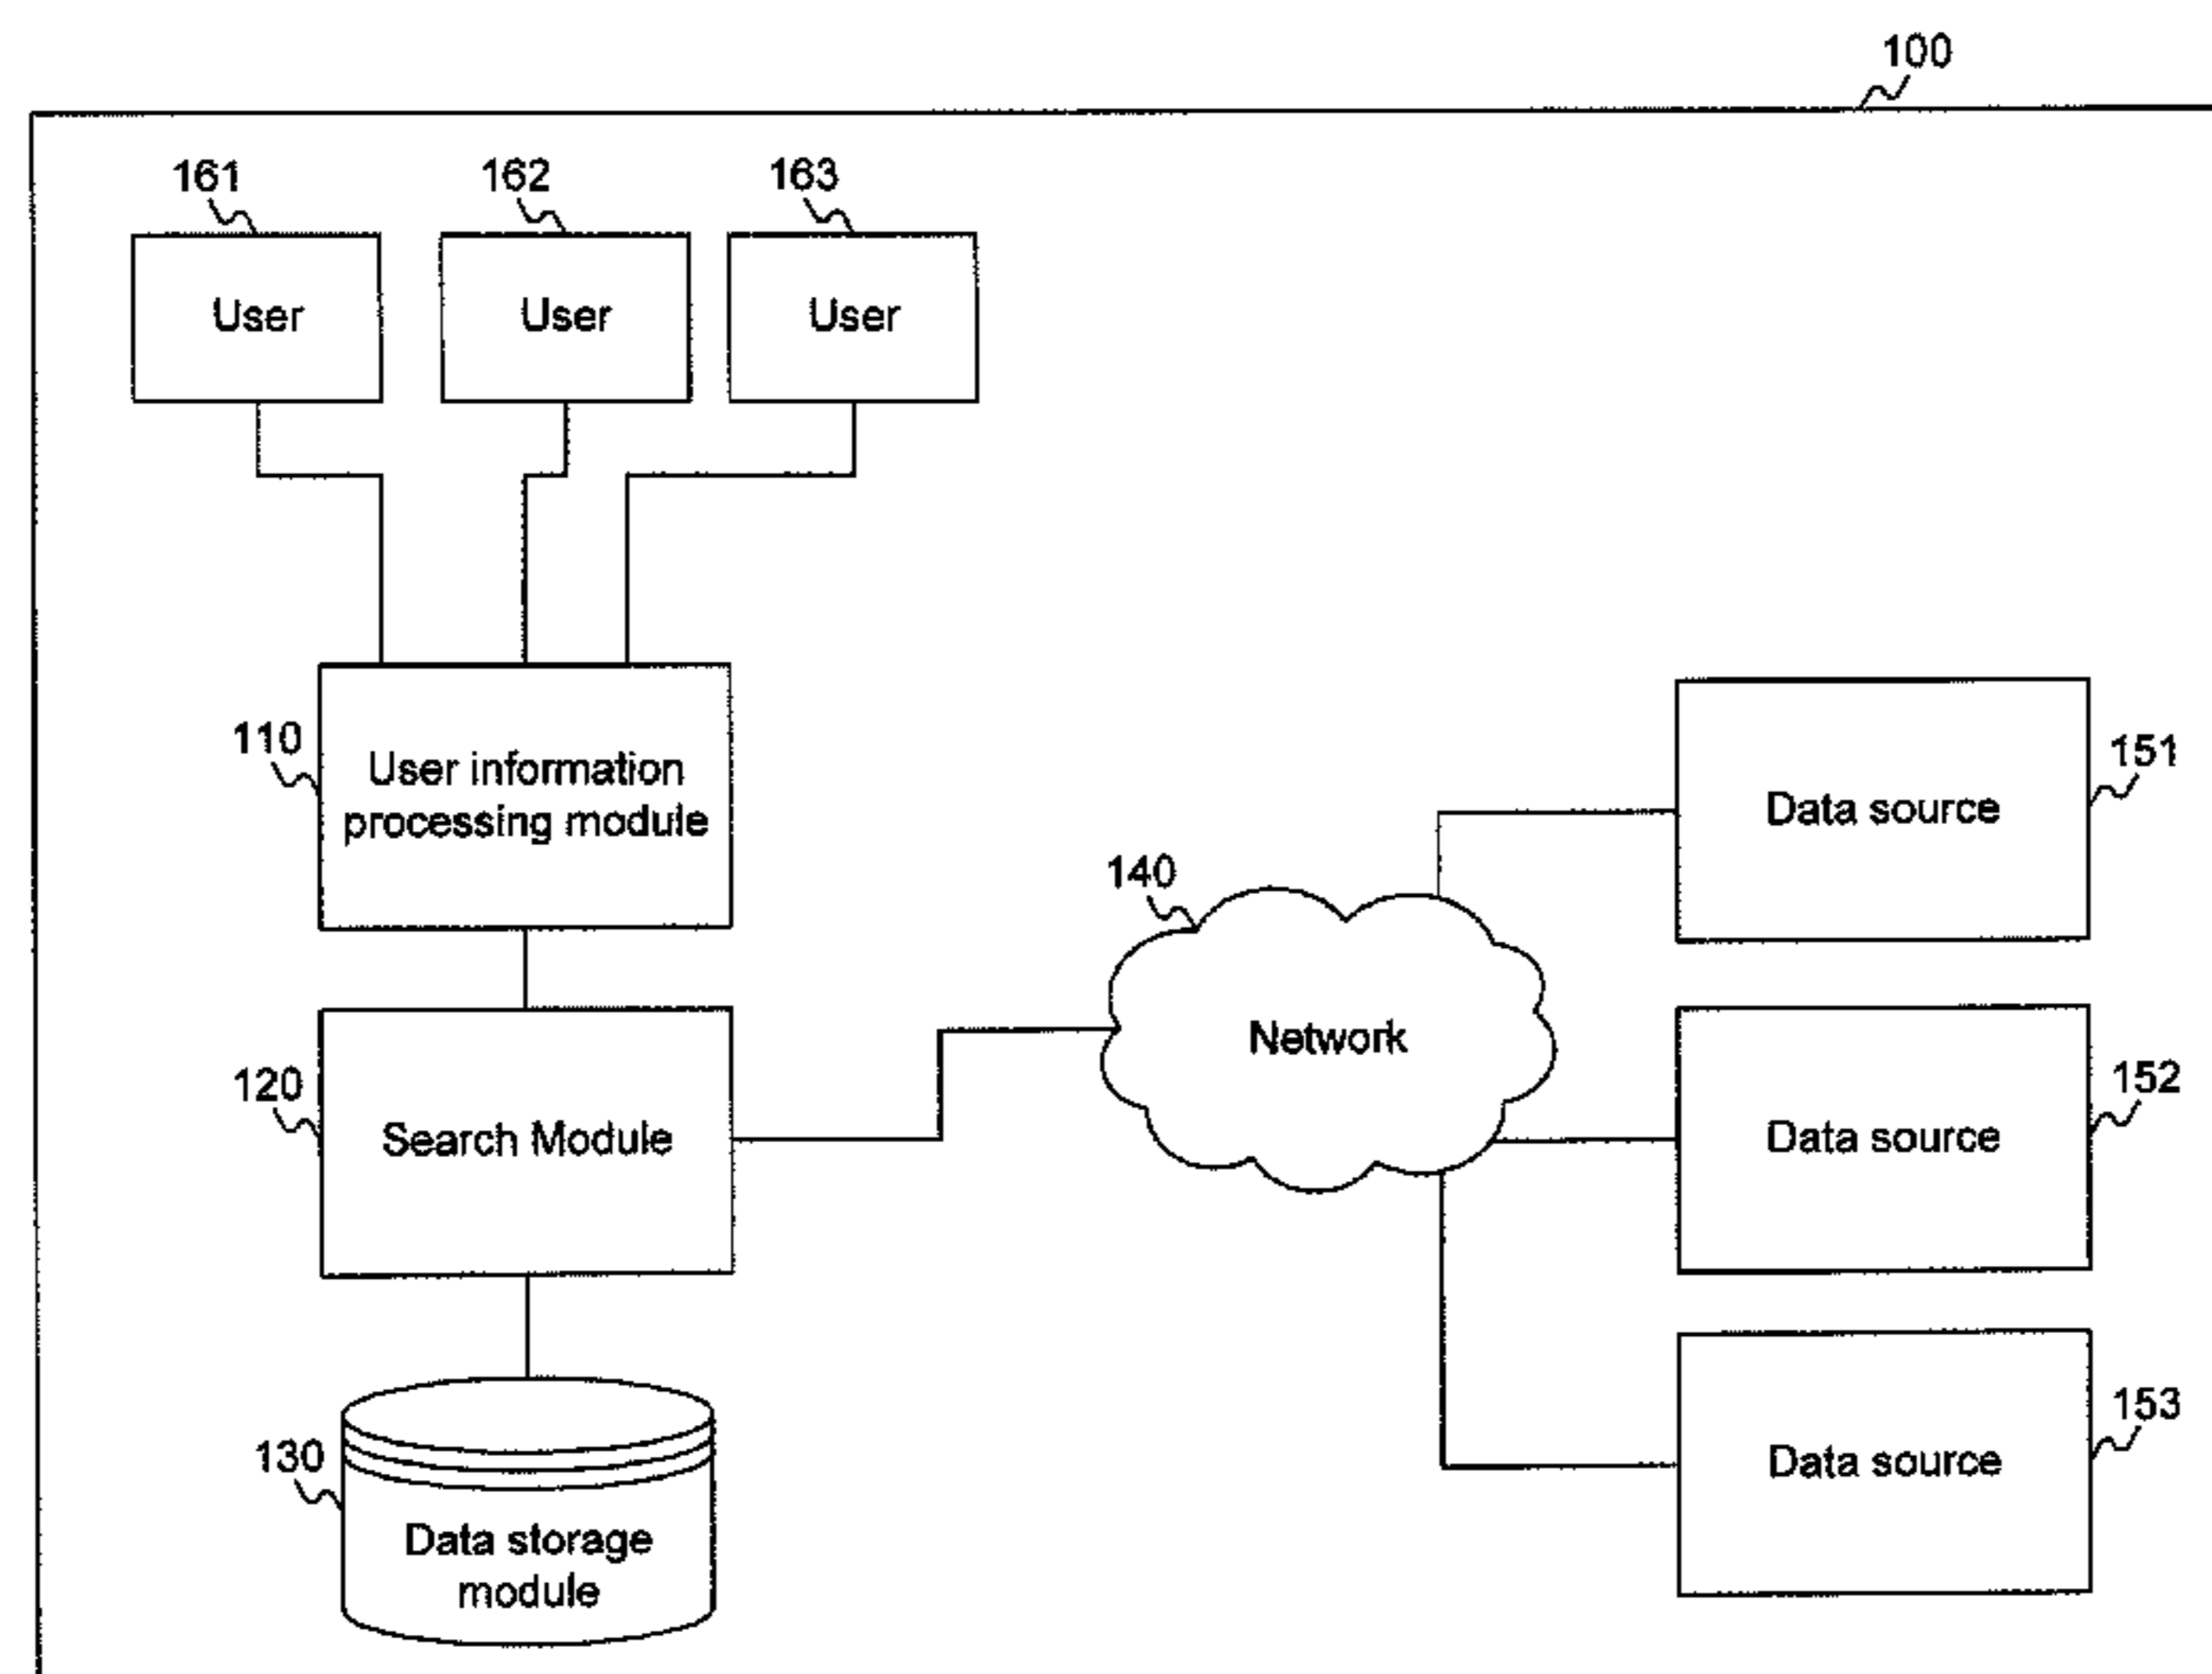 100
161
162
163
User
User
User
110
User information
processing module
151
Data source
140
Network
120
Search Module
152
Data source
153
Data source
130
Data storage
module